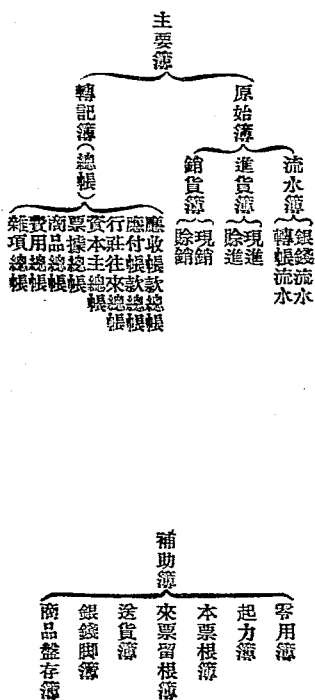 主要簿
原始簿
流水簿
銀錢流水
轉帳流水
進貨簿
現進
賒進
銷貨簿
現銷
賒銷
轉記簿(總帳)
應收帳款總帳
應付帳款總帳
行莊往來總帳
資本主總帳
票據總帳
商品總帳
費用總帳
雜項總帳
補助簿
零用簿
起力簿
本票根簿
來票留根簿
送貨簿
銀錢脚簿
商品盤存簿